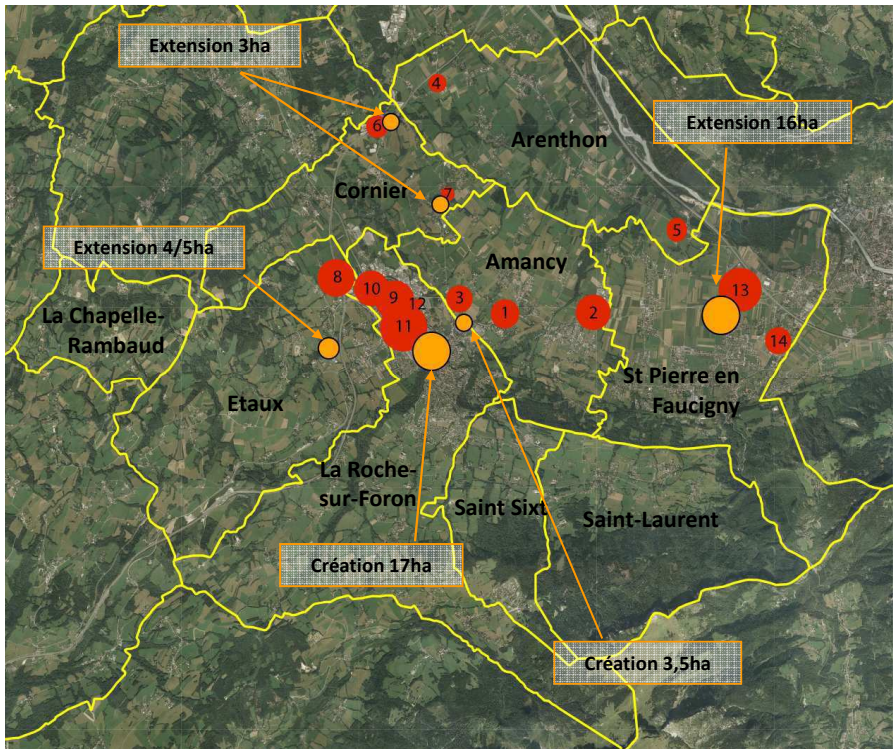 Extension 3ha
4
6
Arenthon
Extension 16ha
Cornier
7
5
Extension 4/5ha
Amancy
8
10
9
12
3
1
2
13
La Chapelle-
Rambaud
11
14
St Pierre en
Faucigny
Etaux
La Roche-
sur-Foron
Saint Sixt
Saint-Laurent
Création 17ha
Création 3,5ha